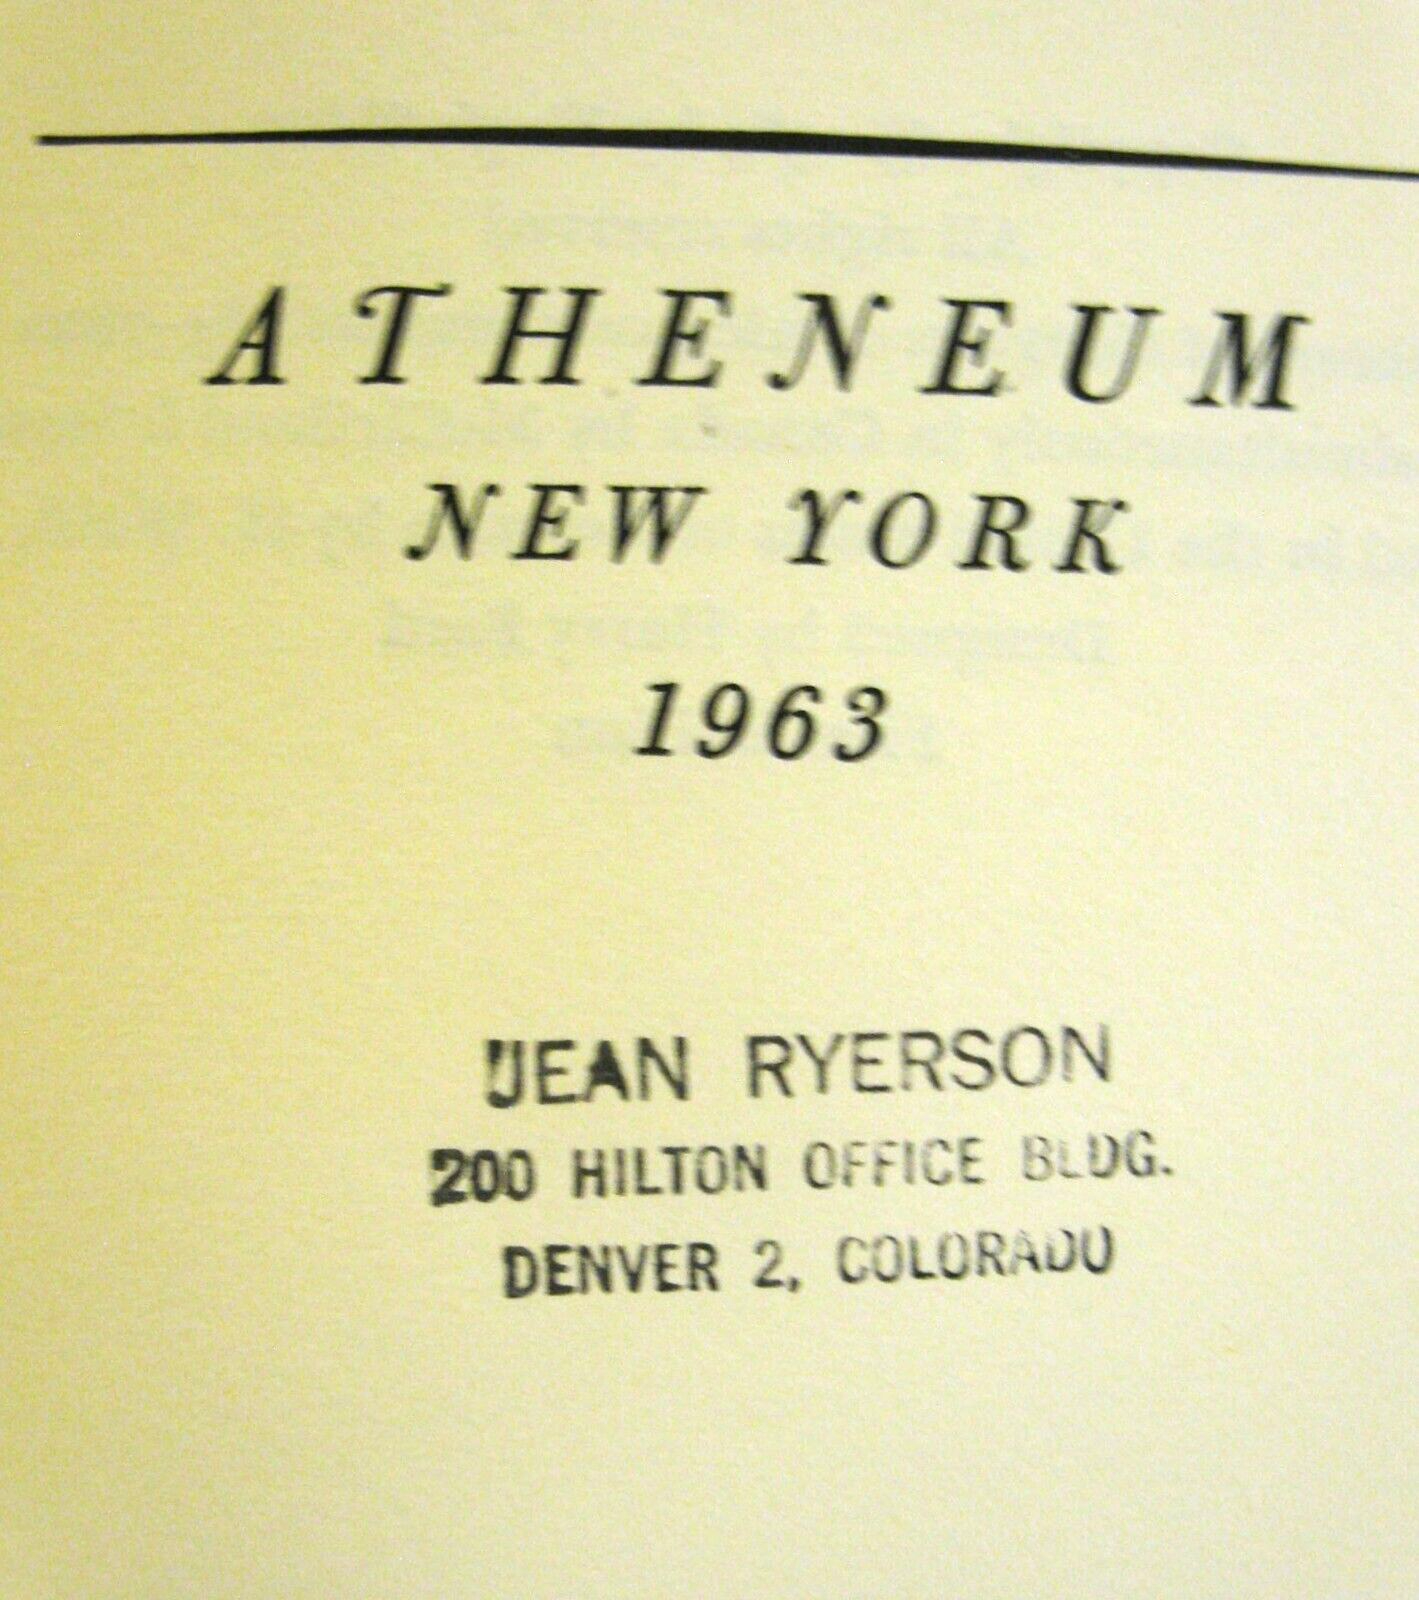 ATHENEUM
NEW YORK
1963
JEAN RYERSON
200 HILTON OFFICE BLDG.
DENVER 2, COLORADO